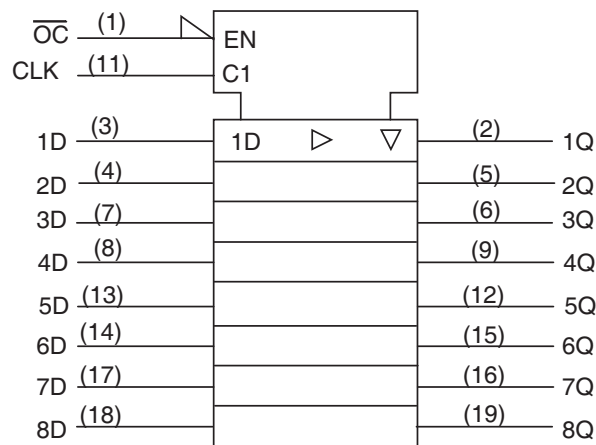 OC (1) EN
CLK (11) C1
1D (3) 1D (2) 1Q
2D (4) (5) 2Q
3D (7) (6) 3Q
4D (8) (9) 4Q
5D (13) (12) 5Q
6D (14) (15) 6Q
7D (17) (16) 7Q
8D (18) (19) 8Q